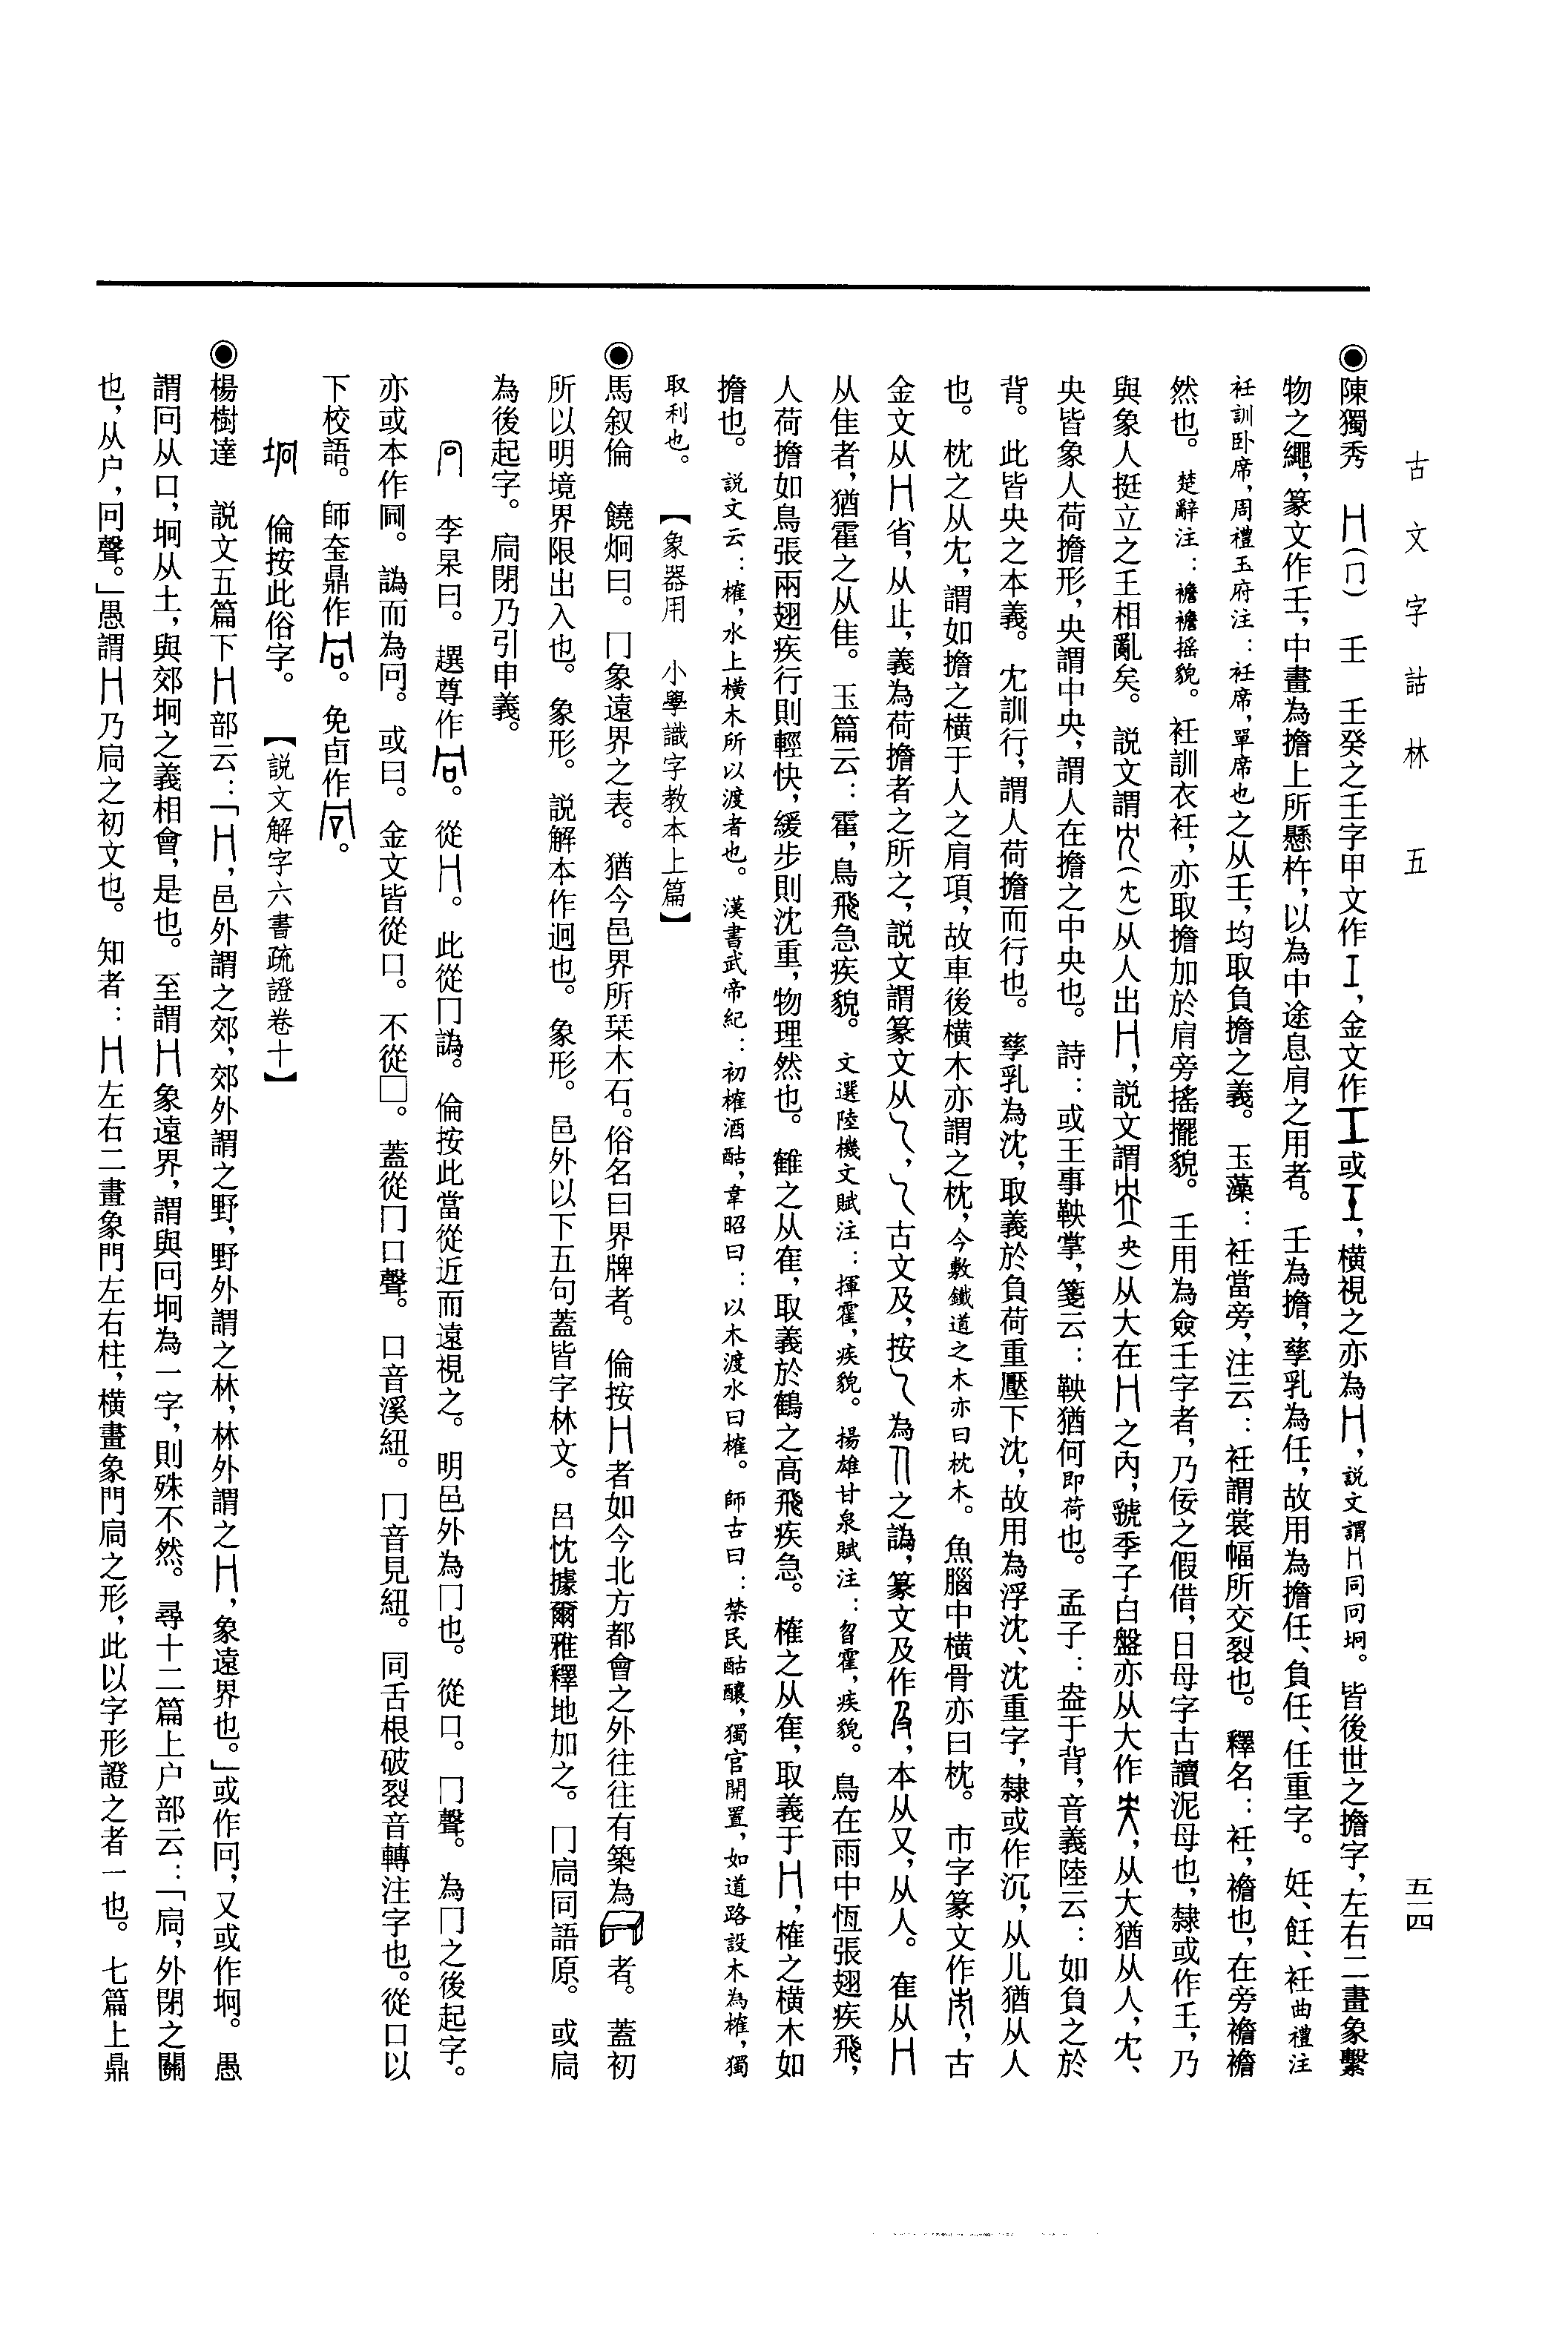 古文字詁林　五
五一四
◉陳獨秀　冂（冂）　壬　壬癸之壬字甲文作，金文作或，橫視之亦為冂，説文謂冂同冋坰。皆後世之擔字，左右二畫象繫
物之繩，篆文作壬，中畫為擔上所懸杵，以為中途息肩之用者。壬為擔，孳乳為任，故用為擔任、負任、任重字。妊、飪、衽曲禮注
衽訓卧席，周禮玉府注：衽席，單席也之从壬，均取負擔之義。玉藻：衽當旁，注云：衽謂裳幅所交裂也。釋名：衽，襜也，在旁襜襜
然也。楚辭注：襜襜摇貌。衽訓衣衽，亦取擔加於肩旁搖擺貌。壬用為僉壬字者，乃佞之假借，日母字古讀泥母也，隸或作王，乃
與象人挺立之王相亂矣。説文謂（冘）从人出冂，説文謂（央）从大在冂之內，虢季子白盤亦从大作，从大猶从人，冘、
央皆象人荷擔形，央謂中央，謂人在擔之中央也。詩：或王事鞅掌，箋云：鞅猶何即荷也。孟子：盎于背，音義陸云：如負之於
背。此皆央之本義。冘訓行，謂人荷擔而行也。孳乳為沈，取義於負荷重壓下沈，故用為浮沈、沈重字，隸或作沉，从儿猶从人
也。枕之从冘，謂如擔之橫于人之肩項，故車後橫木亦謂之枕，今敷鐵道之木亦曰枕木。魚腦中橫骨亦曰枕。市字篆文作，古
金文从冂省，从止，義為荷擔者之所之，説文謂篆文从乁，乁古文及，按乁為之譌，篆文及作，本从又，从人。隺从冂
从隹者，猶霍之从隹。玉篇云：霍，鳥飛急疾貌。文選陸機文賦注：揮霍，疾貌。揚雄甘泉賦注：曶霍，疾貌。鳥在雨中恆張翅疾飛，
人荷擔如鳥張兩翅疾行則輕快，緩步則沈重，物理然也。雗之从隺，取義於鶴之高飛疾急。榷之从隺，取義于冂，榷之橫木如
擔也。説文云：榷，水上横木所以渡者也。漢書武帝紀：初榷酒酤，韋昭曰：以木渡水曰榷。師古曰：禁民酤釀，獨官開置，如道路設木為榷，獨
取利也。【象器用　小學識字教本上篇】
◉馬叙倫　饒炯曰。冂象遠界之表。猶今邑界所栞木石。俗名曰界牌者。倫按冂者如今北方都會之外往往有築為者。蓋初
所以明境界限出入也。象形。説解本作迥也。象形。邑外以下五句蓋皆字林文。呂忱據爾雅釋地加之。冂扃同語原。或扃
為後起字。扃閉乃引申義。
冋　李杲曰。趩尊作。從冂。此從冂譌。倫按此當從近而遠視之。明邑外為冂也。從口。冂聲。為冂之後起字。
亦或本作圁。譌而為冋。或曰。金文皆從口。不從囗。蓋從冂口聲。口音溪紐。冂音見紐。同舌根破裂音轉注字也。從口以
下校語。師𡘇鼎作。免卣作。
坰　倫按此俗字。【説文解字六書疏證卷十】
◉楊樹達　説文五篇下冂部云：「冂，邑外謂之郊，郊外謂之野，野外謂之林，林外謂之冂，象遠界也。」或作冋，又或作坰。愚
謂冋从口，坰从土，與郊坰之義相會，是也。至謂冂象遠界，謂與冋坰為一字，則殊不然。尋十二篇上户部云：「扃，外閉之關
也，从户，冋聲。」愚謂冂乃扃之初文也。知者：冂左右二畫象門左右柱，橫畫象門扃之形，此以字形證之者一也。七篇上鼎